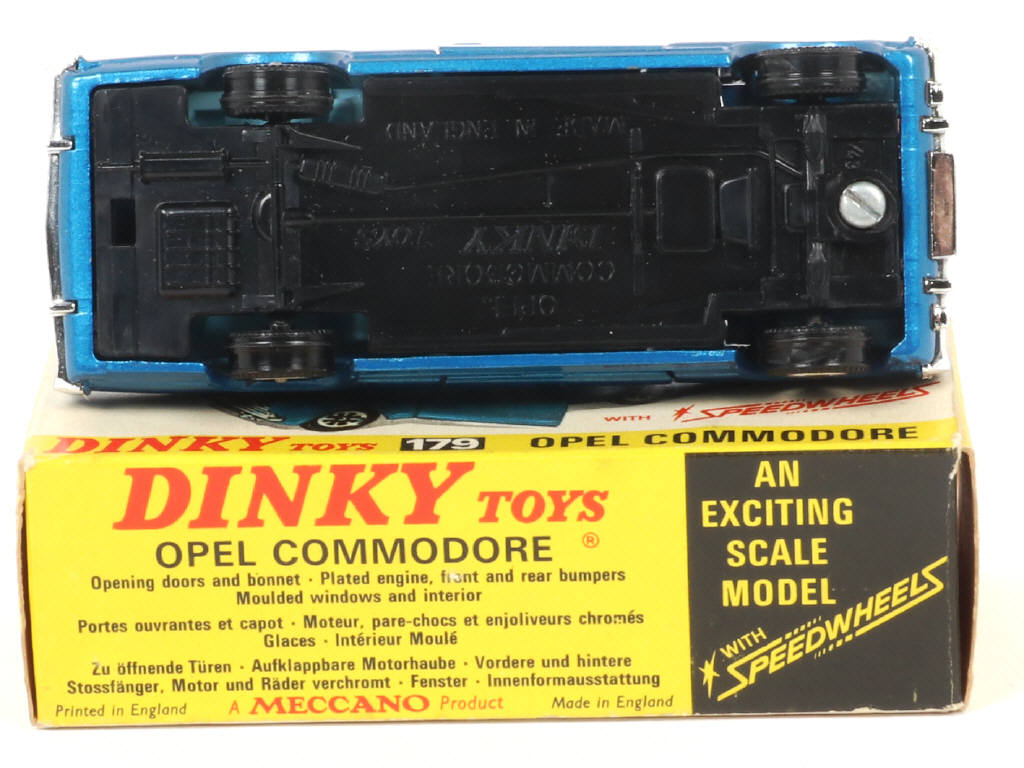 MADE IN ENGLAND
DINKY TOYS
COMMODORE
OPEL
WITH SPEEDWHEELS
DINKY TOYS 179 OPEL COMMODORE
DINKY TOYS
OPEL COMMODORE ®
Opening doors and bonnet · Plated engine, front and rear bumpers
Moulded windows and interior
Portes ouvrantes et capot · Moteur, pare-chocs et enjoliveurs chromés
Glaces · Intérieur Moulé
Zu öffnende Türen · Aufklappbare Motorhaube · Vordere und hintere
Stossfänger, Motor und Räder verchromt · Fenster · Innenformausstattung
Printed in England A MECCANO Product Made in England
AN
EXCITING
SCALE
MODEL
WITH
SPEEDWHEELS